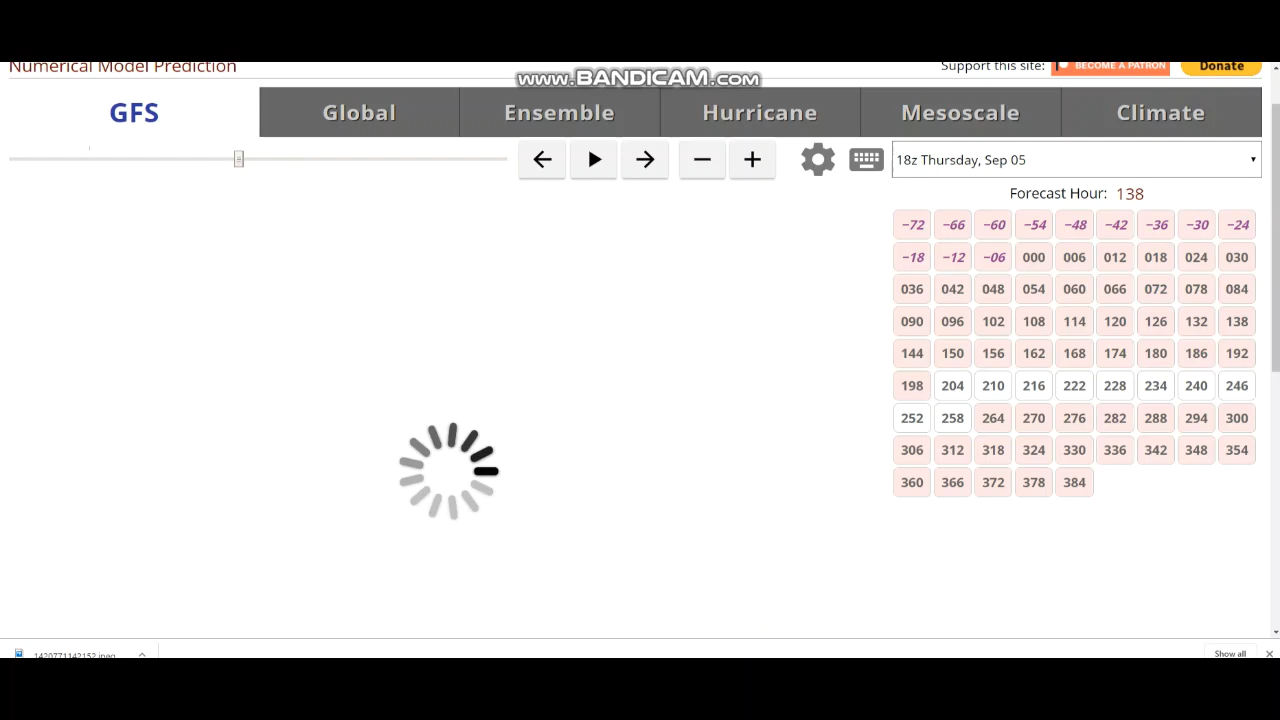 Numerical Model Prediction
www.BANDICAM.com
Support this site:
BECOME A PATRON
Donate
GFS
Global
Ensemble
Hurricane
Mesoscale
Climate
18z Thursday, Sep 05
Forecast Hour: 138
-72 -66 -60 -54 -48 -42 -36 -30 -24
-18 -12 -06 000 006 012 018 024 030
036 042 048 054 060 066 072 078 084
090 096 102 108 114 120 126 132 138
144 150 156 162 168 174 180 186 192
198 204 210 216 222 228 234 240 246
252 258 264 270 276 282 288 294 300
306 312 318 324 330 336 342 348 354
360 366 372 378 384
1420771142152.jpeg
Show all